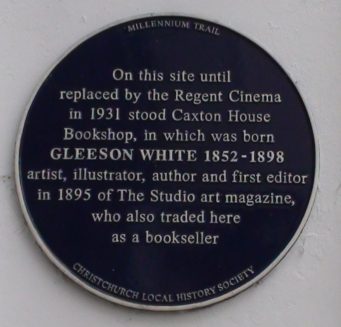 MILLENNIUM TRAIL
On this site until
replaced by the Regent Cinema
in 1931 stood Caxton House
Bookshop, in which was born
GLEESON WHITE 1852-1898
artist, illustrator, author and first editor
in 1895 of The Studio art magazine,
who also traded here
as a bookseller
CHRISTCHURCH LOCAL HISTORY SOCIETY